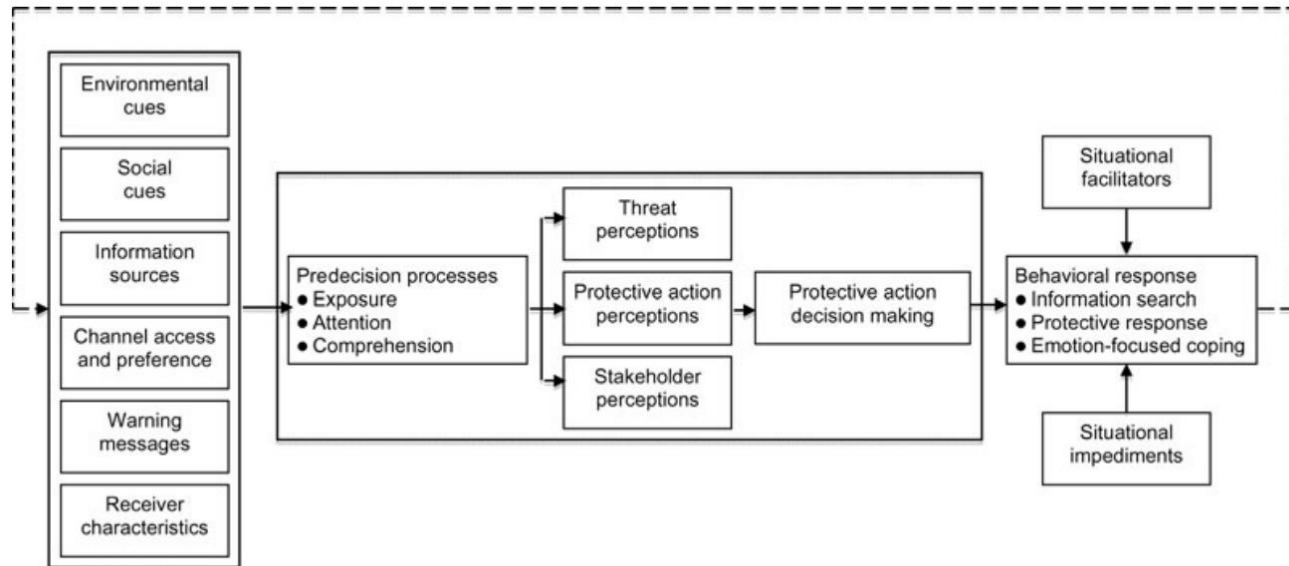 Environmental
cues
Social
cues
Information
sources
Channel access
and preference
Warning
messages
Receiver
characteristics
Predecision processes
● Exposure
● Attention
● Comprehension
Threat
perceptions
Protective action
perceptions
Stakeholder
perceptions
Protective action
decision making
Situational
facilitators
Behavioral response
● Information search
● Protective response
● Emotion-focused coping
Situational
impediments